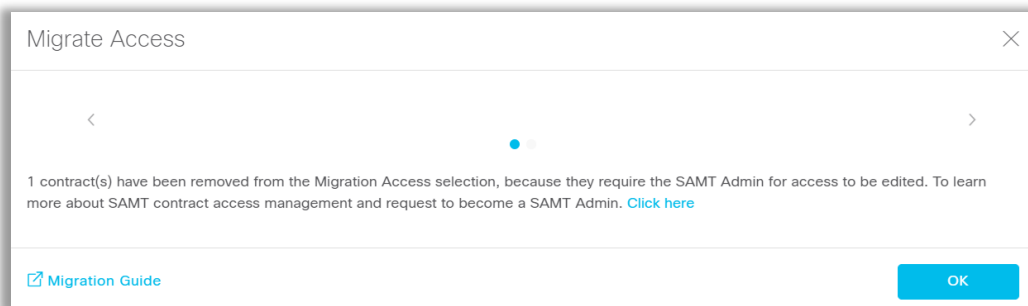 Migrate Access
1 contract(s) have been removed from the Migration Access selection, because they require the SAMT Admin for access to be edited. To learn
more about SAMT contract access management and request to become a SAMT Admin. Click here
Migration Guide
OK